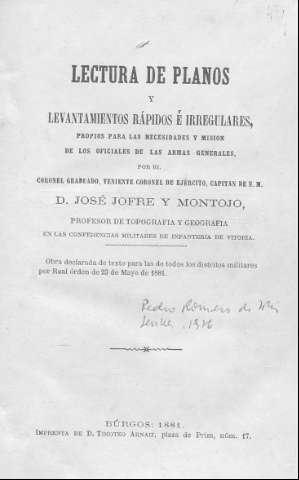 LECTURA DE PLANOS
Y
LEVANTAMIENTOS RÁPIDOS É IRREGULARES,
PROPIOS PARA LAS NECESIDADES Y MISION
DE LOS OFICIALES DE LAS ARMAS GENERALES,
POR EL
CORONEL GRADUADO, TENIENTE CORONEL DE EJÉRCITO, CAPITAN DE E. M.
D. JOSÉ JOFRE Y MONTOJO,
PROFESOR DE TOPOGRAFÍA Y GEOGRAFÍA
EN LAS CONFERENCIAS MILITARES DE INFANTERÍA DE VITORIA.
Obra declarada de texto para las de todos los distritos militares
por Real órden de 23 de Mayo de 1881.
Pedro Romero de
Sevilla, 1916
BÚRGOS: 1881.
IMPRENTA DE D. TIMOTEO ARNAIZ, plaza de Prim, núm. 17.